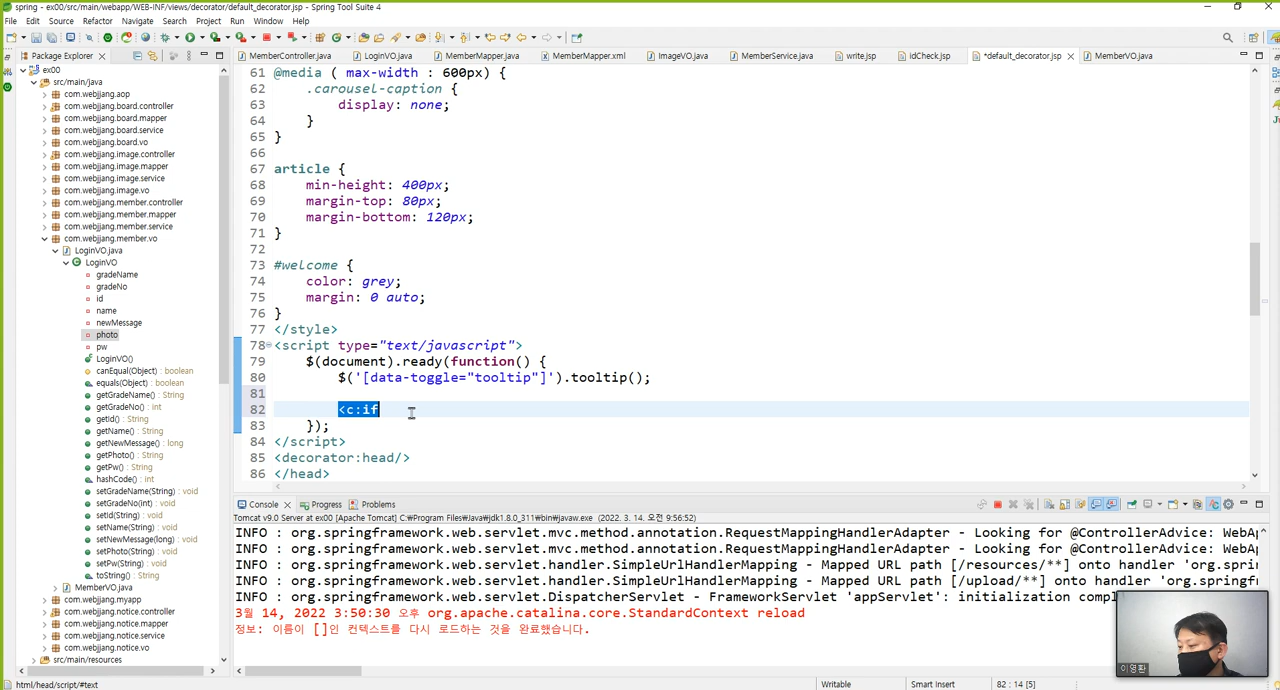 spring - ex00/src/main/webapp/WEB-INF/views/decorator/default_decorator.jsp - Spring Tool Suite 4
File Edit Source Refactor Navigate Search Project Run Window Help
Package Explorer
MemberController.java LoginVO.java MemberMapper.java MemberMapper.xml ImageVO.java MemberService.java write.jsp idCheck.jsp *default_decorator.jsp MemberVO.java
ex00
src/main/java
com.webjjang.aop
com.webjjang.board.controller
com.webjjang.board.mapper
com.webjjang.board.service
com.webjjang.board.vo
com.webjjang.image.controller
com.webjjang.image.mapper
com.webjjang.image.service
com.webjjang.image.vo
com.webjjang.member.controller
com.webjjang.member.mapper
com.webjjang.member.service
com.webjjang.member.vo
LoginVO.java
LoginVO
gradeName
gradeNo
id
name
newMessage
photo
pw
LoginVO()
canEqual(Object) : boolean
equals(Object) : boolean
getGradeName() : String
getGradeNo() : int
getId() : String
getName() : String
getNewMessage() : long
getPhoto() : String
getPw() : String
hashCode() : int
setGradeName(String) : void
setGradeNo(int) : void
setId(String) : void
setName(String) : void
setNewMessage(long) : void
setPhoto(String) : void
setPw(String) : void
toString() : String
MemberVO.java
com.webjjang.myapp
com.webjjang.notice.controller
com.webjjang.notice.mapper
com.webjjang.notice.service
com.webjjang.notice.vo
src/main/resources
61 @media ( max-width : 600px) {
62 .carousel-caption {
63 display: none;
64 }
65 }
66
67 article {
68 min-height: 400px;
69 margin-top: 80px;
70 margin-bottom: 120px;
71 }
72
73 #welcome {
74 color: grey;
75 margin: 0 auto;
76 }
77 </style>
78 <script type="text/javascript">
79 $(document).ready(function() {
80 $('[data-toggle="tooltip"]').tooltip();
81
82 <c:if
83 });
84 </script>
85 <decorator:head/>
86 </head>
Console Progress Problems
Tomcat v9.0 Server at ex00 [Apache Tomcat] C:₩Program Files₩Java₩jdk1.8.0_311₩bin₩javaw.exe (2022. 3. 14. 오전 9:56:52)
INFO : org.springframework.web.servlet.mvc.method.annotation.RequestMappingHandlerAdapter - Looking for @ControllerAdvice: WebAp
INFO : org.springframework.web.servlet.mvc.method.annotation.RequestMappingHandlerAdapter - Looking for @ControllerAdvice: WebAp
INFO : org.springframework.web.servlet.handler.SimpleUrlHandlerMapping - Mapped URL path [/resources/**] onto handler 'org.sprin
INFO : org.springframework.web.servlet.handler.SimpleUrlHandlerMapping - Mapped URL path [/upload/**] onto handler 'org.springfr
INFO : org.springframework.web.servlet.DispatcherServlet - FrameworkServlet 'appServlet': initialization comp
3월 14, 2022 3:50:30 오후 org.apache.catalina.core.StandardContext reload
정보: 이름이 []인 컨텍스트를 다시 로드하는 것을 완료했습니다.
이영환
html/head/script/#text Writable Smart Insert 82 : 14 [5]